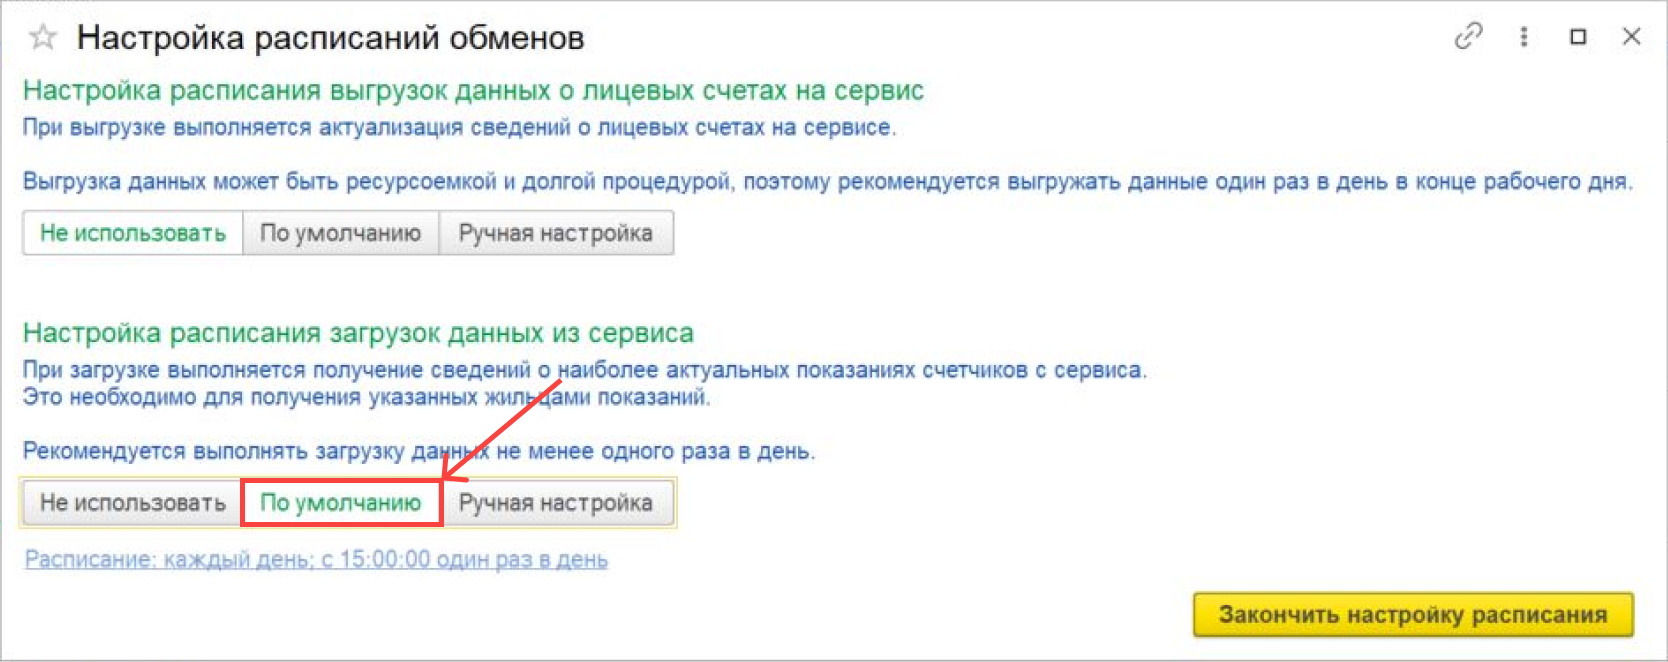 Настройка расписаний обменов
Настройка расписания выгрузок данных о лицевых счетах на сервис
При выгрузке выполняется актуализация сведений о лицевых счетах на сервисе.
Выгрузка данных может быть ресурсоемкой и долгой процедурой, поэтому рекомендуется выгружать данные один раз в день в конце рабочего дня.
Не использовать По умолчанию Ручная настройка
Настройка расписания загрузок данных из сервиса
При загрузке выполняется получение сведений о наиболее актуальных показаниях счетчиков с сервиса.
Это необходимо для получения указанных жильцами показаний.
Рекомендуется выполнять загрузку данных не менее одного раза в день.
Не использовать По умолчанию Ручная настройка
Расписание: каждый день; с 15:00:00 один раз в день
Закончить настройку расписания